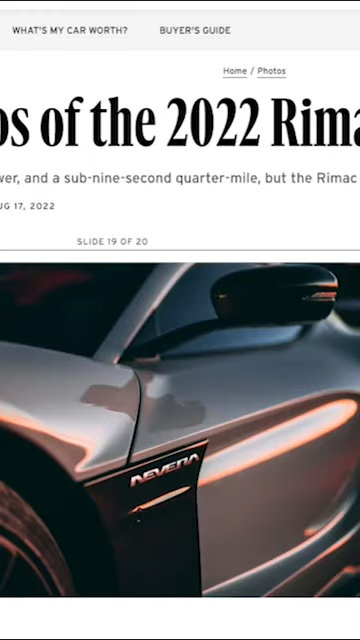 WHAT'S MY CAR WORTH? BUYER'S GUIDE
Home / Photos
os of the 2022 Rima
wer, and a sub-nine-second quarter-mile, but the Rimac
UG 17, 2022
SLIDE 19 OF 20
NEVERA